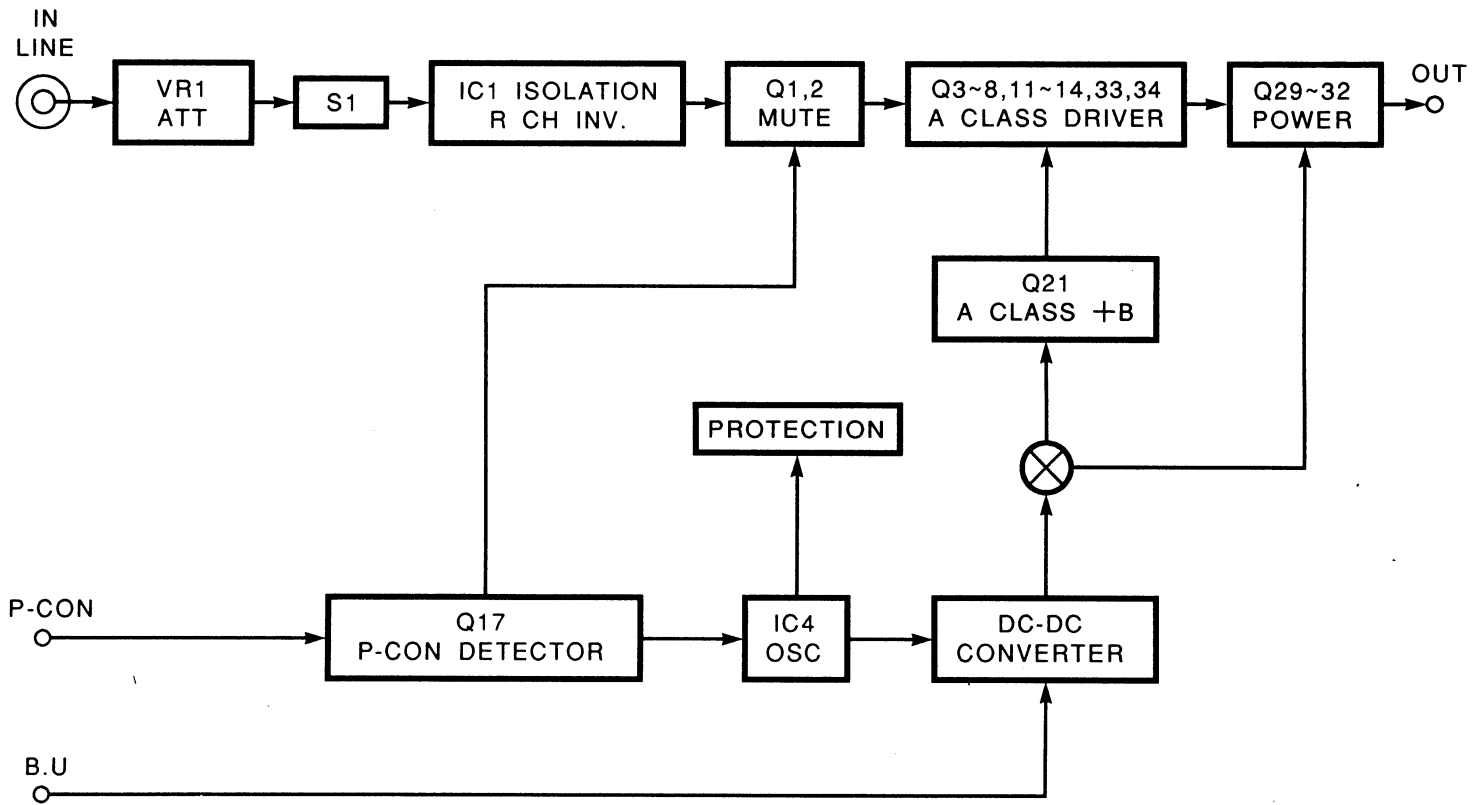 IN
LINE
VR1
ATT
S1
IC1 ISOLATION
R CH INV.
Q1,2
MUTE
Q3~8,11~14,33,34
A CLASS DRIVER
Q29~32
POWER
OUT
Q21
A CLASS +B
PROTECTION
P-CON
Q17
P-CON DETECTOR
IC4
OSC
DC-DC
CONVERTER
B.U